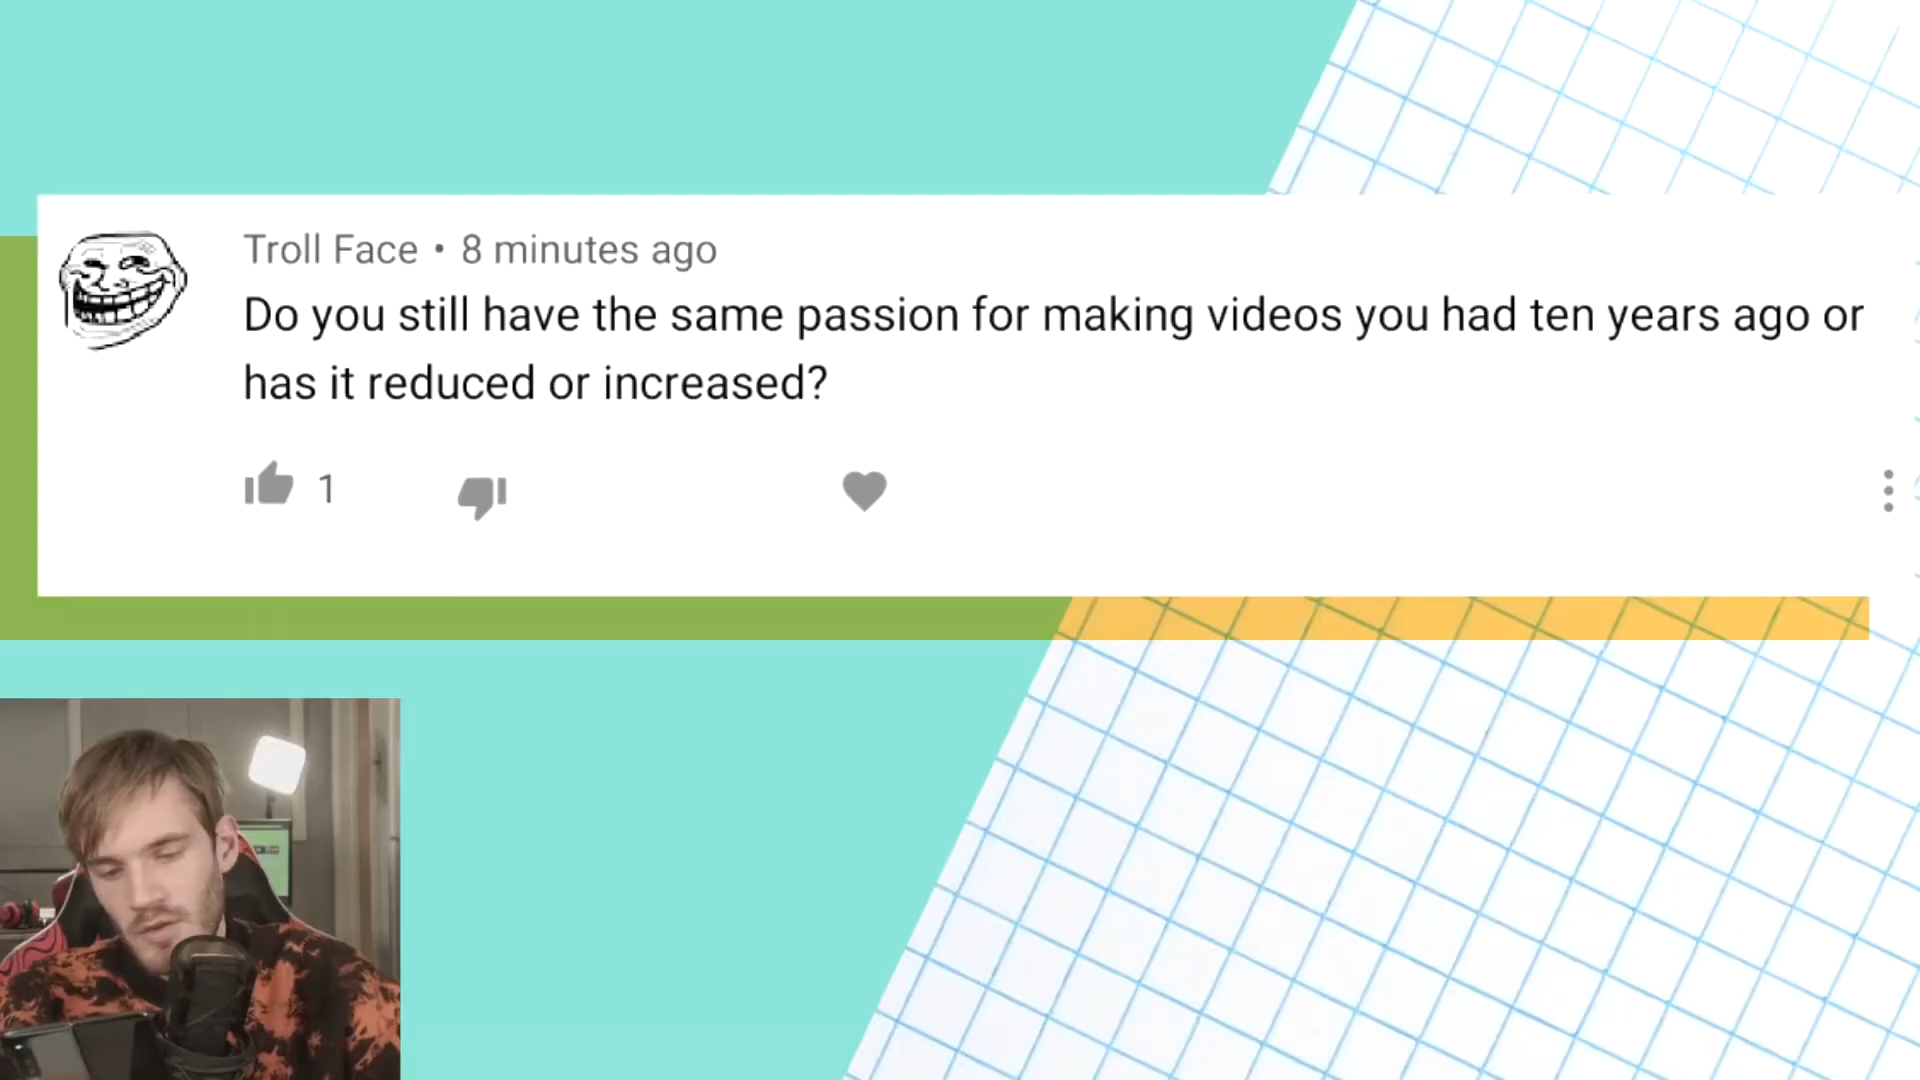 Troll Face • 8 minutes ago
Do you still have the same passion for making videos you had ten years ago or
has it reduced or increased?
1